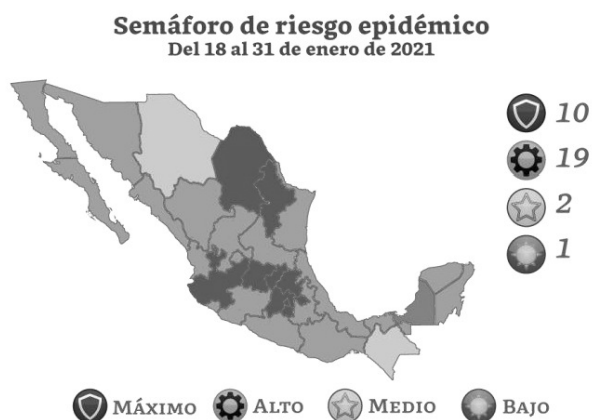 Semáforo de riesgo epidémico
Del 18 al 31 de enero de 2021
10
19
2
1
MÁXIMO ALTO MEDIO BAJO